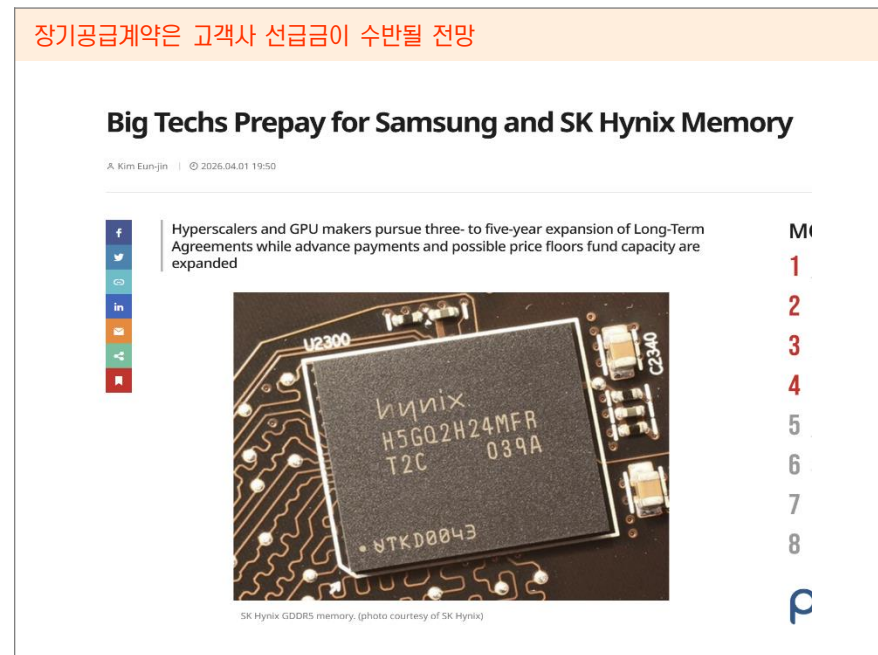 장기공급계약은 고객사 선급금이 수반될 전망
Big Techs Prepay for Samsung and SK Hynix Memory
Kim Eun-jin | 2026.04.01 19:50
Hyperscalers and GPU makers pursue three- to five-year expansion of Long-Term
Agreements while advance payments and possible price floors fund capacity are
expanded
f
in
1
2
3
4
5
6
7
8
U2300
C2340
hynix
H5GQ2H24MFR
T2C 039A
SK Hynix GDDR5 memory. (photo courtesy of SK Hynix)